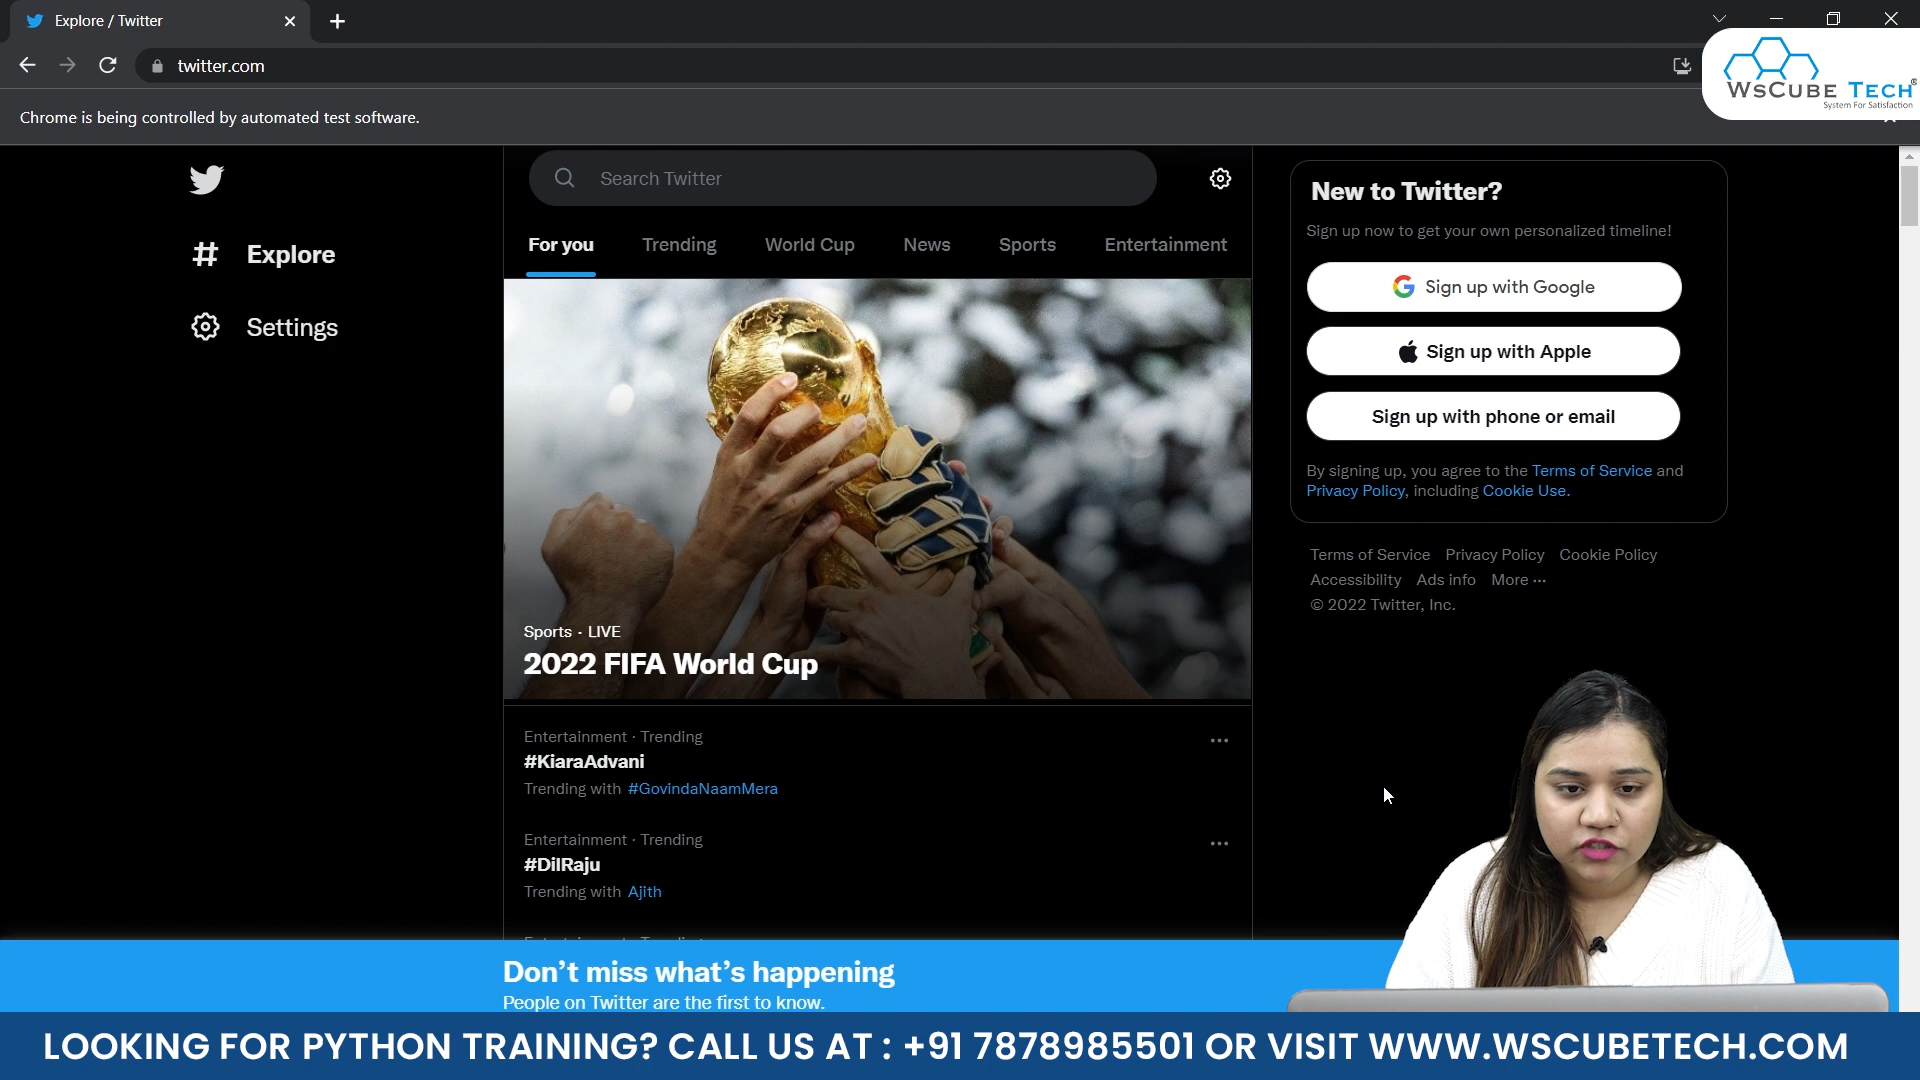 Explore / Twitter
twitter.com
WsCube Tech®
System For Satisfaction
Chrome is being controlled by automated test software.
Search Twitter
Explore
Settings
For you
Trending
World Cup
News
Sports
Entertainment
Sports · LIVE
2022 FIFA World Cup
Entertainment · Trending
#KiaraAdvani
Trending with #GovindaNaamMera
Entertainment · Trending
#DilRaju
Trending with Ajith
New to Twitter?
Sign up now to get your own personalized timeline!
Sign up with Google
Sign up with Apple
Sign up with phone or email
By signing up, you agree to the Terms of Service and
Privacy Policy, including Cookie Use.
Terms of Service Privacy Policy Cookie Policy
Accessibility Ads info More ···
© 2022 Twitter, Inc.
Don’t miss what’s happening
People on Twitter are the first to know.
LOOKING FOR PYTHON TRAINING? CALL US AT : +91 7878985501 OR VISIT WWW.WSCUBETECH.COM